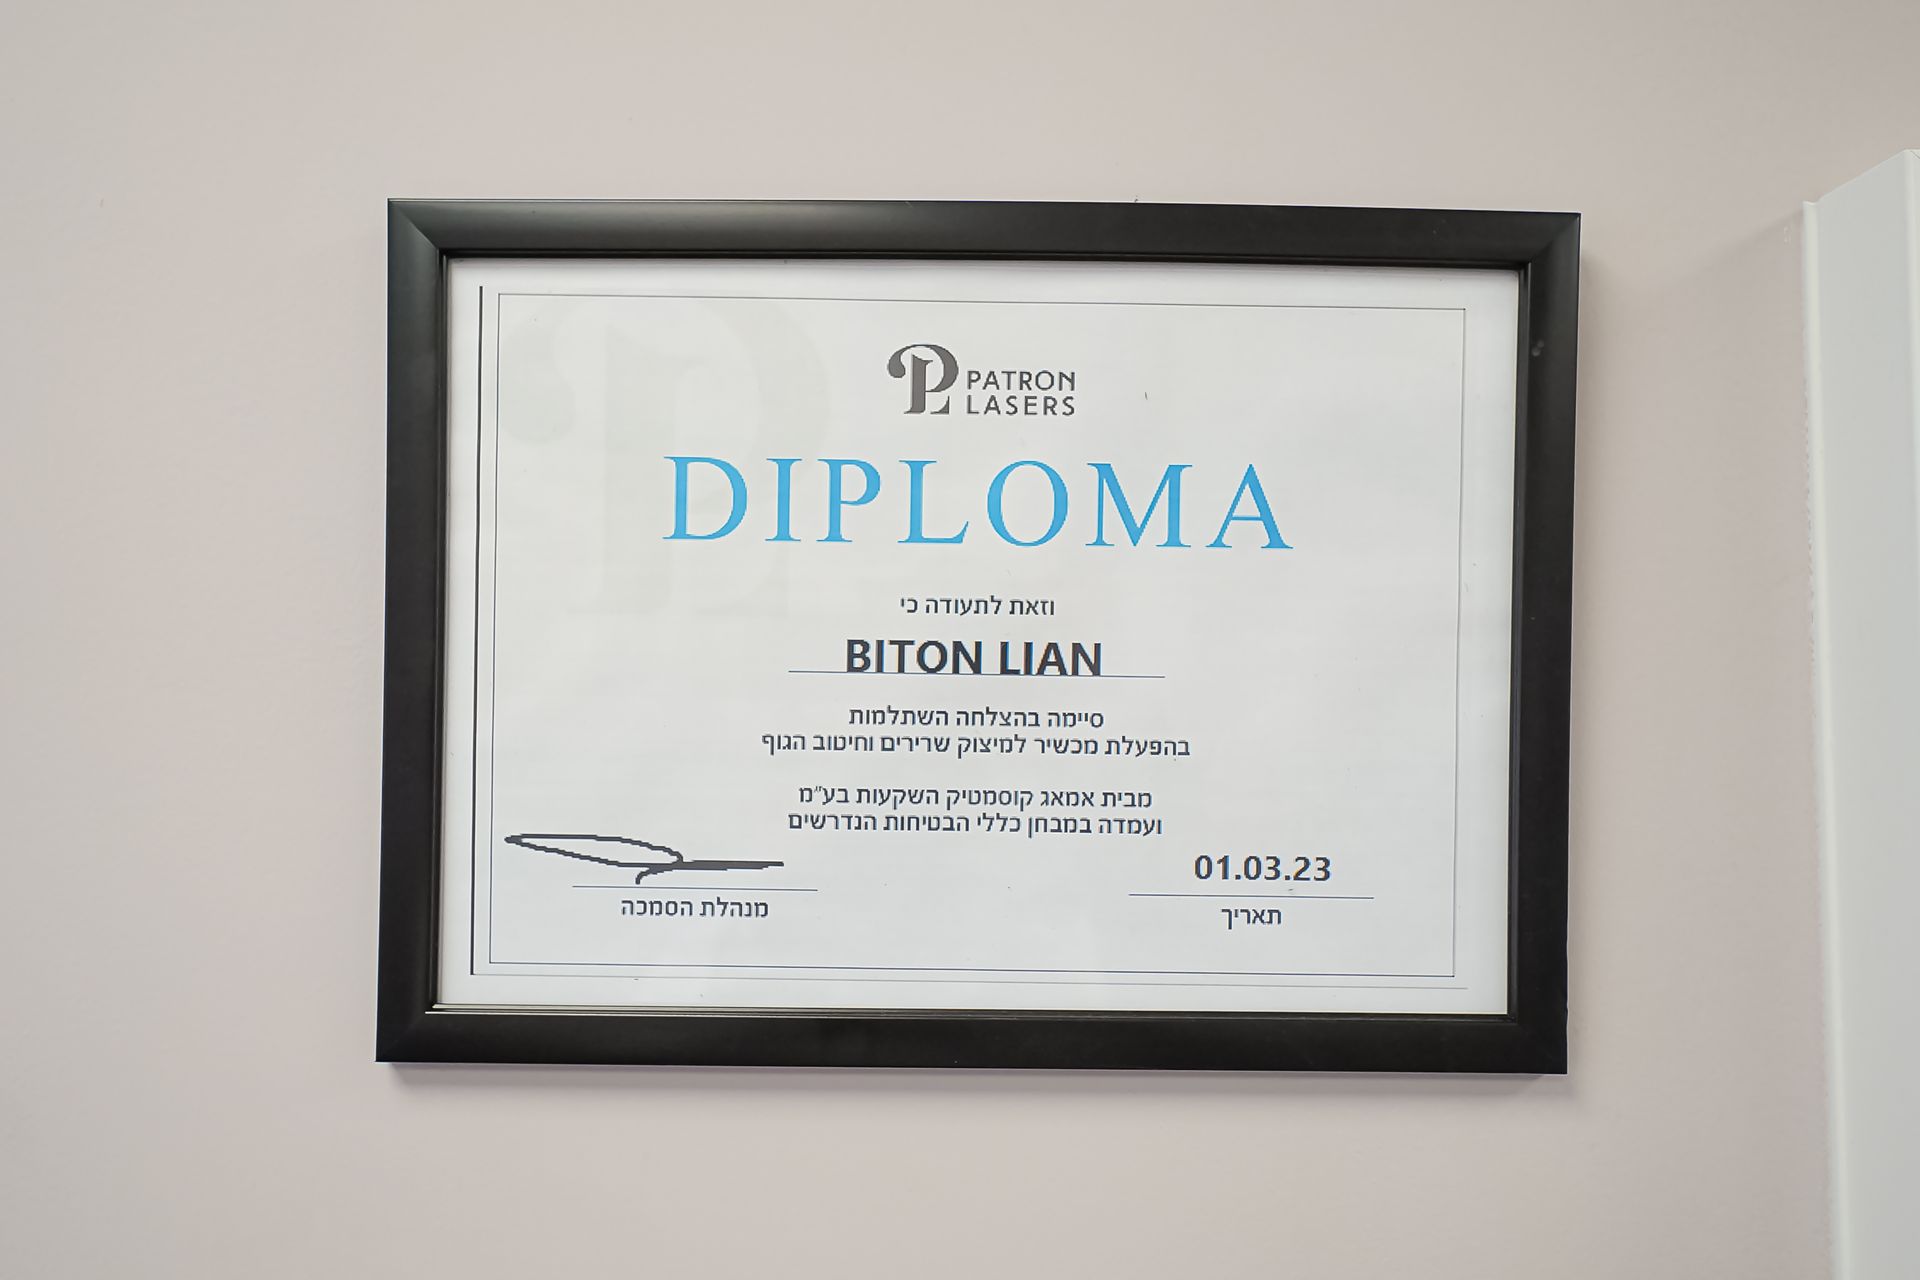 PATRON
LASERS
DIPLOMA
וזאת לתעודה כי
BITON LIAN
סיימה בהצלחה השתלמות
בהפעלת מכשיר למיצוק שרירים וחיטוב הגוף
מבית אמאג קוסמטיק השקעות בע"מ
ועמדה במבחן כללי הבטיחות הנדרשים
01.03.23
תאריך
מנהלת הסמכה